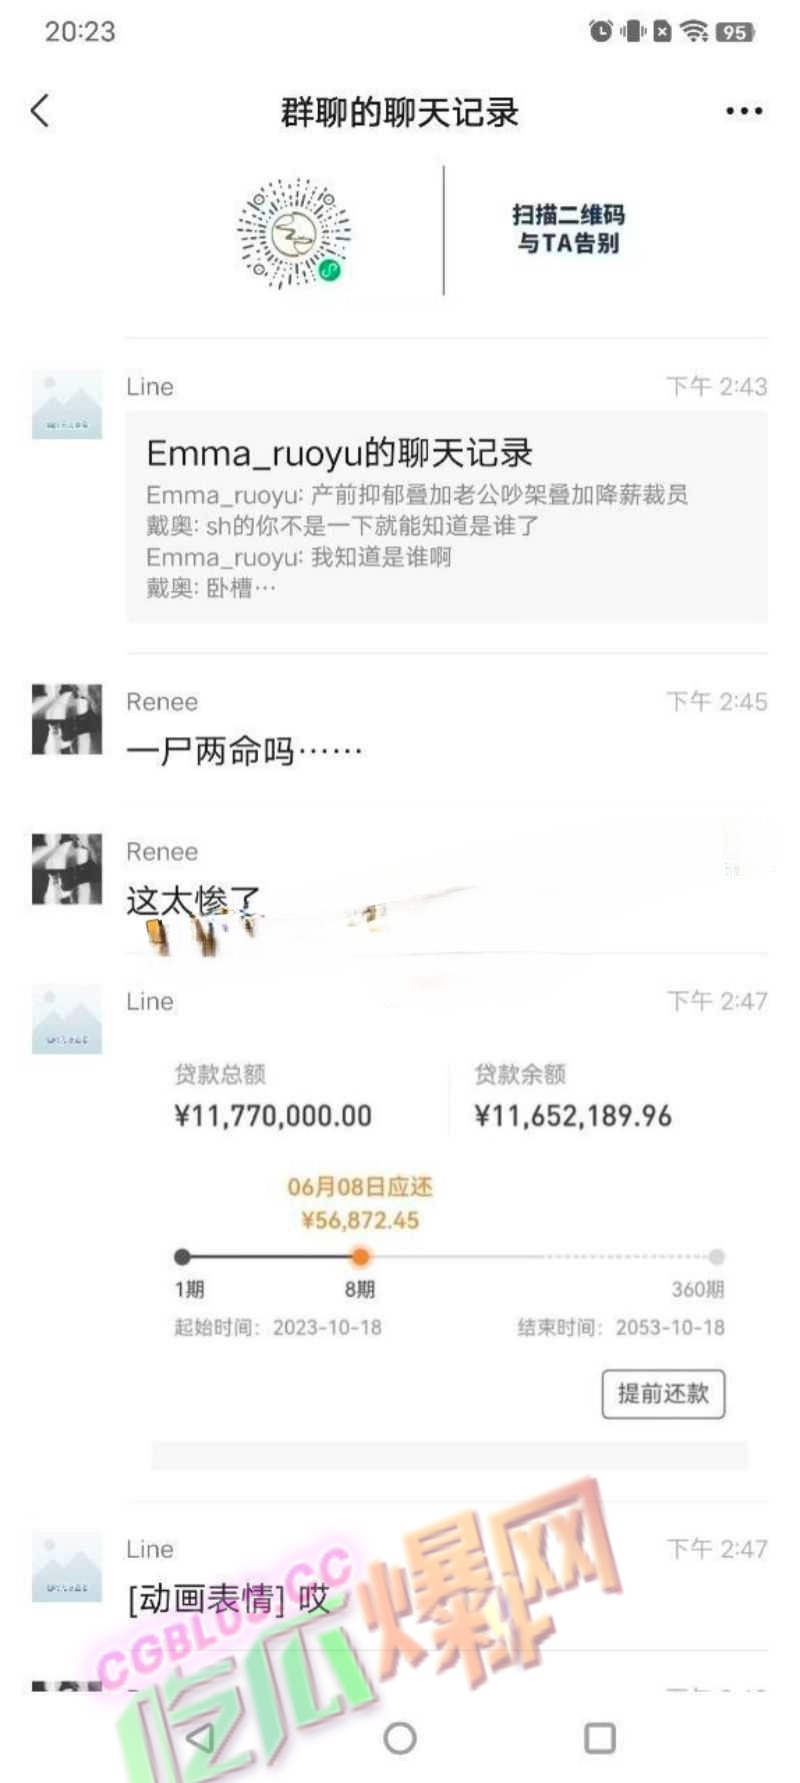 20:23
95
群聊的聊天记录
扫描二维码
与TA告别
Line
下午 2:43
Emma_ruoyu的聊天记录
Emma_ruoyu: 产前抑郁叠加老公吵架叠加降薪裁员
戴奥: sh的你不是一下就能知道是谁了
Emma_ruoyu: 我知道是谁啊
戴奥: 卧槽…
Renee
下午 2:45
一尸两命吗……
Renee
这太惨了
Line
下午 2:47
贷款总额
贷款余额
¥11,770,000.00
¥11,652,189.96
06月08日应还
¥56,872.45
1期
8期
360期
起始时间: 2023-10-18
结束时间: 2053-10-18
提前还款
Line
下午 2:47
[动画表情] 哎
吃瓜爆料网